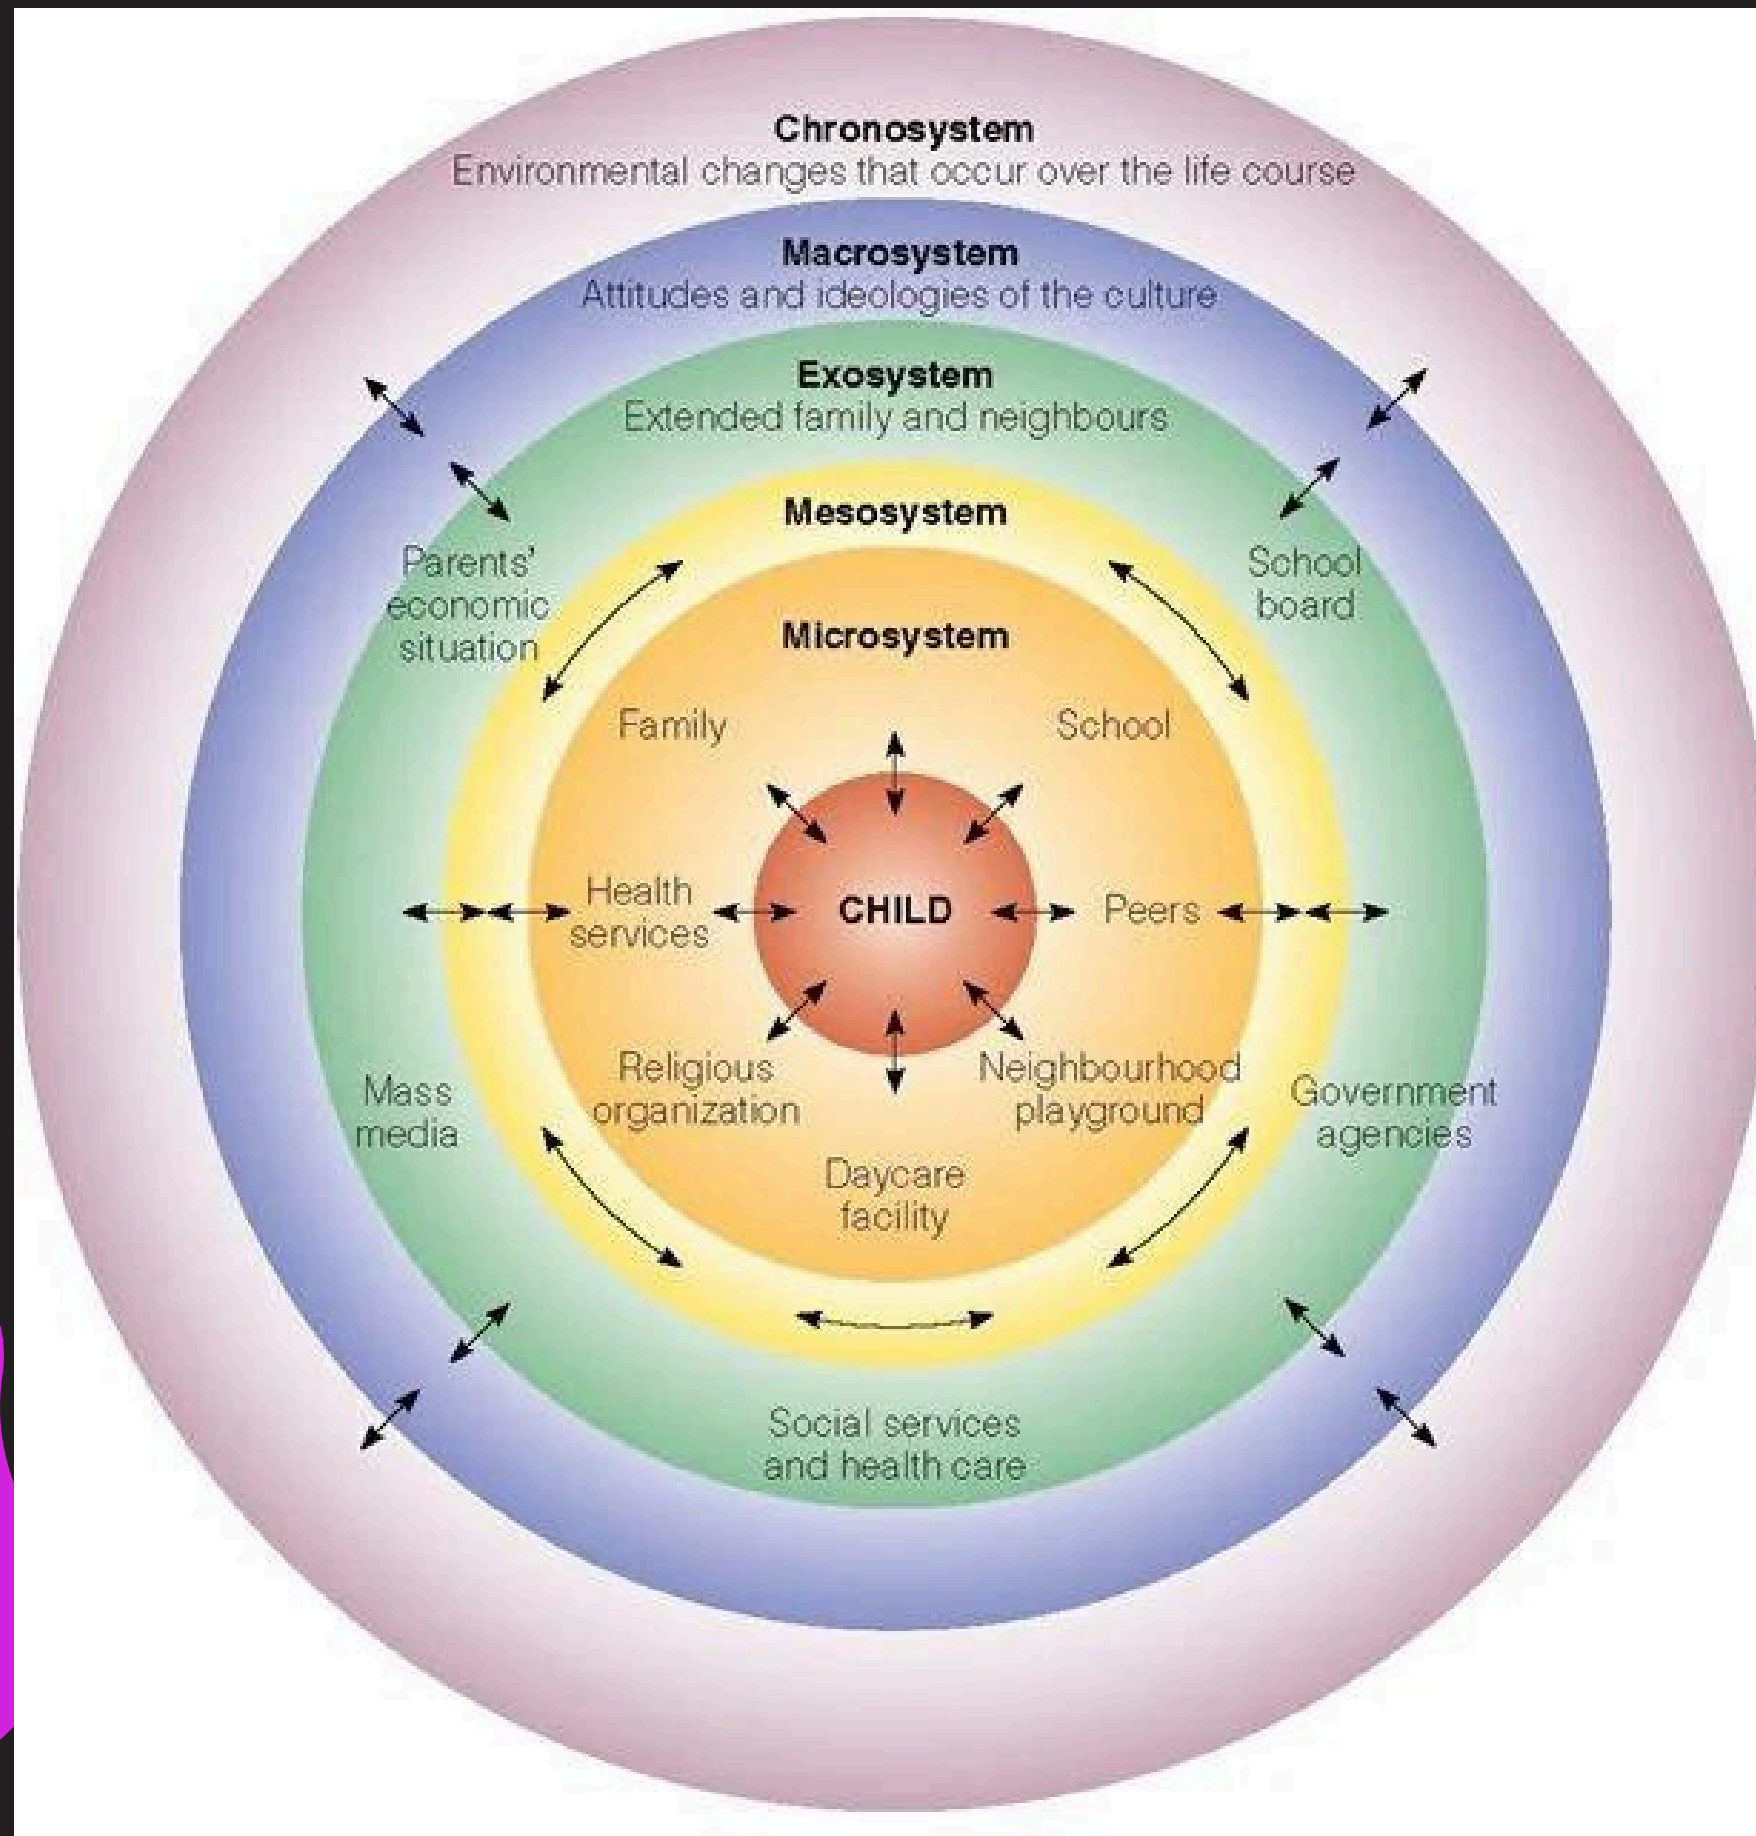 Chronosystem
Environmental changes that occur over the life course
Macrosystem
Attitudes and ideologies of the culture
Exosystem
Extended family and neighbours
Mesosystem
Parents’
economic
situation
School
board
Microsystem
Family
School
Health
services
CHILD
Peers
Religious
organization
Neighbourhood
playground
Mass
media
Government
agencies
Daycare
facility
Social services
and health care